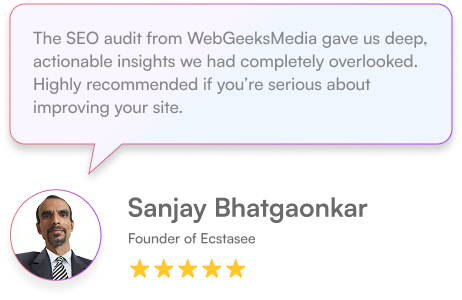 The SEO audit from WebGeeksMedia gave us deep,
actionable insights we had completely overlooked.
Highly recommended if you’re serious about
improving your site.
Sanjay Bhatgaonkar
Founder of Ecstasee